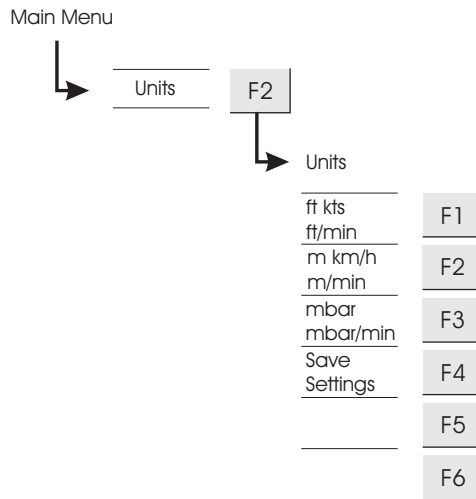 Main Menu
Units F2
Units
ft kts
ft/min F1
m km/h
m/min F2
mbar
mbar/min F3
Save
Settings F4
F5
F6